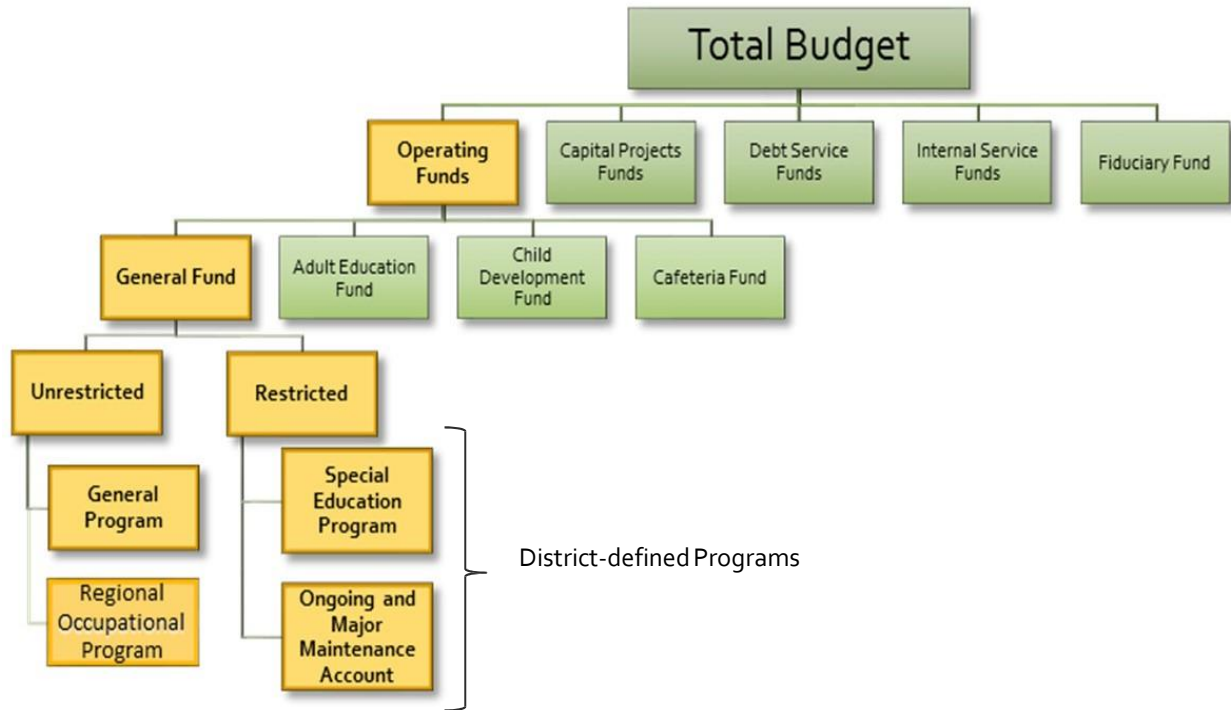 Total Budget
Operating
Funds
Capital Projects
Funds
Debt Service
Funds
Internal Service
Funds
Fiduciary Fund
General Fund
Adult Education
Fund
Child
Development
Fund
Cafeteria Fund
Unrestricted
Restricted
General
Program
Special
Education
Program
District-defined Programs
Regional
Occupational
Program
Ongoing and
Major
Maintenance
Account